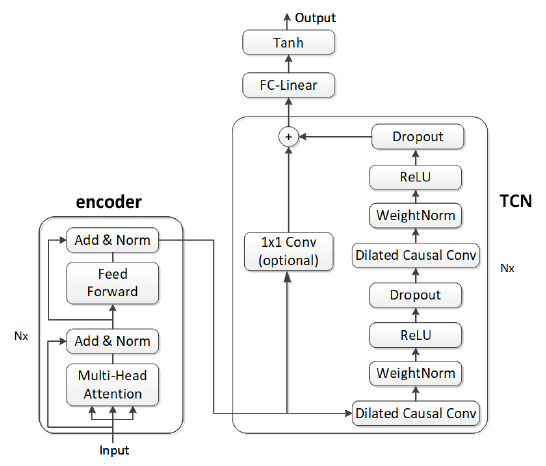 Output
Tanh
FC-Linear
+
Dropout
ReLU
WeightNorm
Dilated Causal Conv
Dropout
ReLU
WeightNorm
Dilated Causal Conv
1x1 Conv
(optional)
TCN
Nx
encoder
Add & Norm
Feed
Forward
Add & Norm
Multi-Head
Attention
Nx
Input